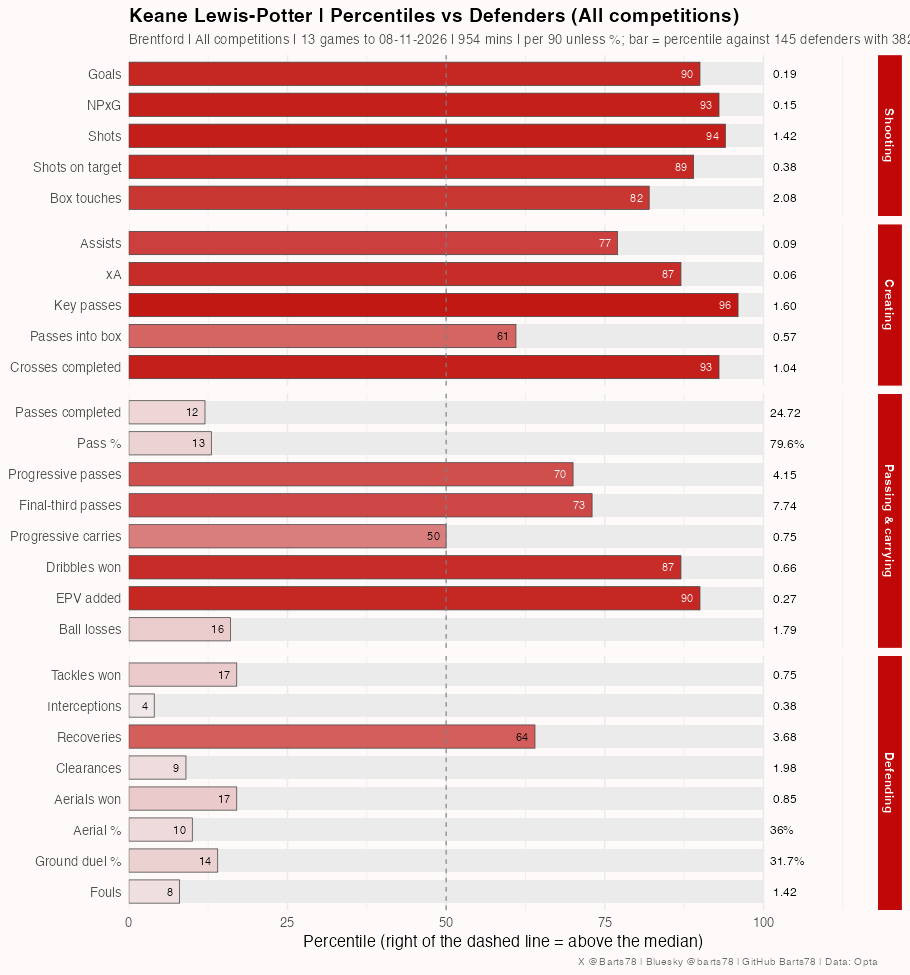 Keane Lewis-Potter | Percentiles vs Defenders (All competitions)
Brentford | All competitions | 13 games to 08-11-2026 | 954 mins | per 90 unless %; bar = percentile against 145 defenders with 382
Shooting
Goals 90 0.19
NPxG 93 0.15
Shots 94 1.42
Shots on target 89 0.38
Box touches 82 2.08
Creating
Assists 77 0.09
xA 87 0.06
Key passes 96 1.60
Passes into box 61 0.57
Crosses completed 93 1.04
Passing & carrying
Passes completed 12 24.72
Pass % 13 79.6%
Progressive passes 70 4.15
Final-third passes 73 7.74
Progressive carries 50 0.75
Dribbles won 87 0.66
EPV added 90 0.27
Ball losses 16 1.79
Defending
Tackles won 17 0.75
Interceptions 4 0.38
Recoveries 64 3.68
Clearances 9 1.98
Aerials won 17 0.85
Aerial % 10 36%
Ground duel % 14 31.7%
Fouls 8 1.42
0 25 50 75 100
Percentile (right of the dashed line = above the median)
X @Barts78 | Bluesky @barts78 | GitHub Barts78 | Data: Opta